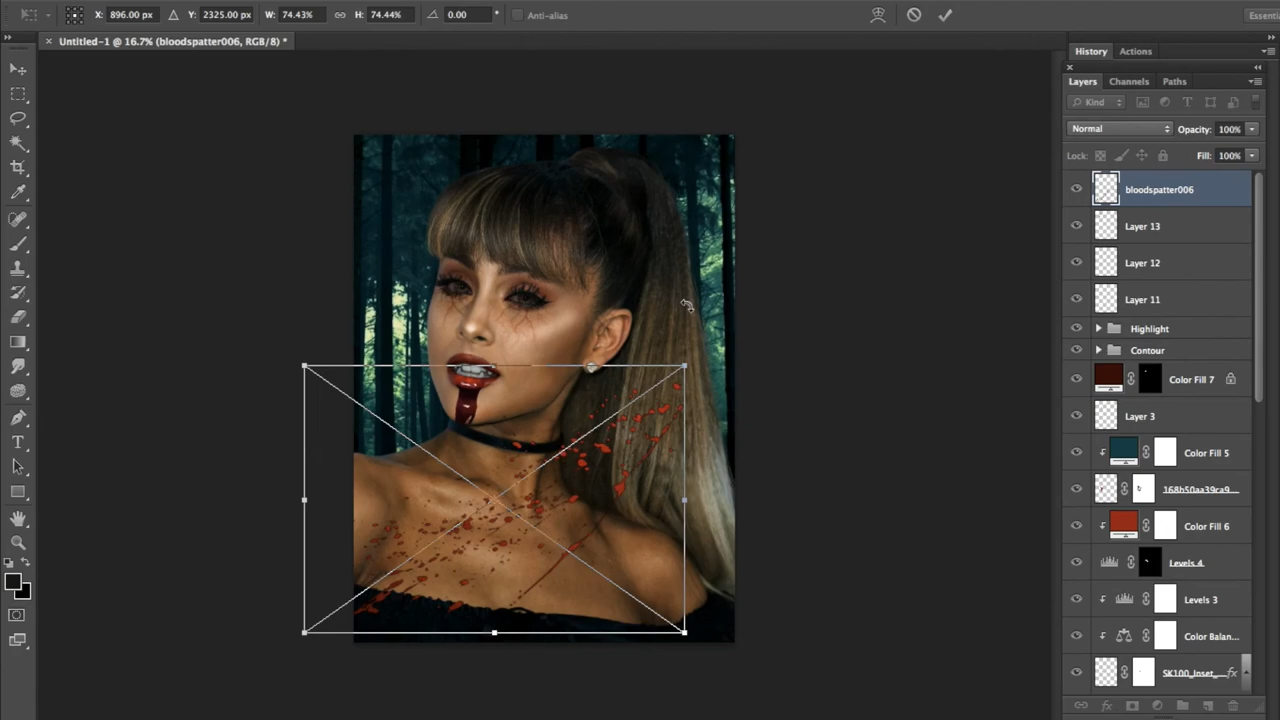 X: 896.00 px Y: 2325.00 px W: 74.43% H: 74.44% 0.00 ° Anti-alias Essenti
× Untitled-1 @ 16.7% (bloodspatter006, RGB/8) *
History Actions
Layers Channels Paths
Kind
Normal Opacity: 100%
Lock: Fill: 100%
bloodspatter006
Layer 13
Layer 12
Layer 11
Highlight
Contour
Color Fill 7
Layer 3
Color Fill 5
168b50aa39ca9...
Color Fill 6
Levels 4
Levels 3
Color Balan...
SK100_Inset_... fx
fx